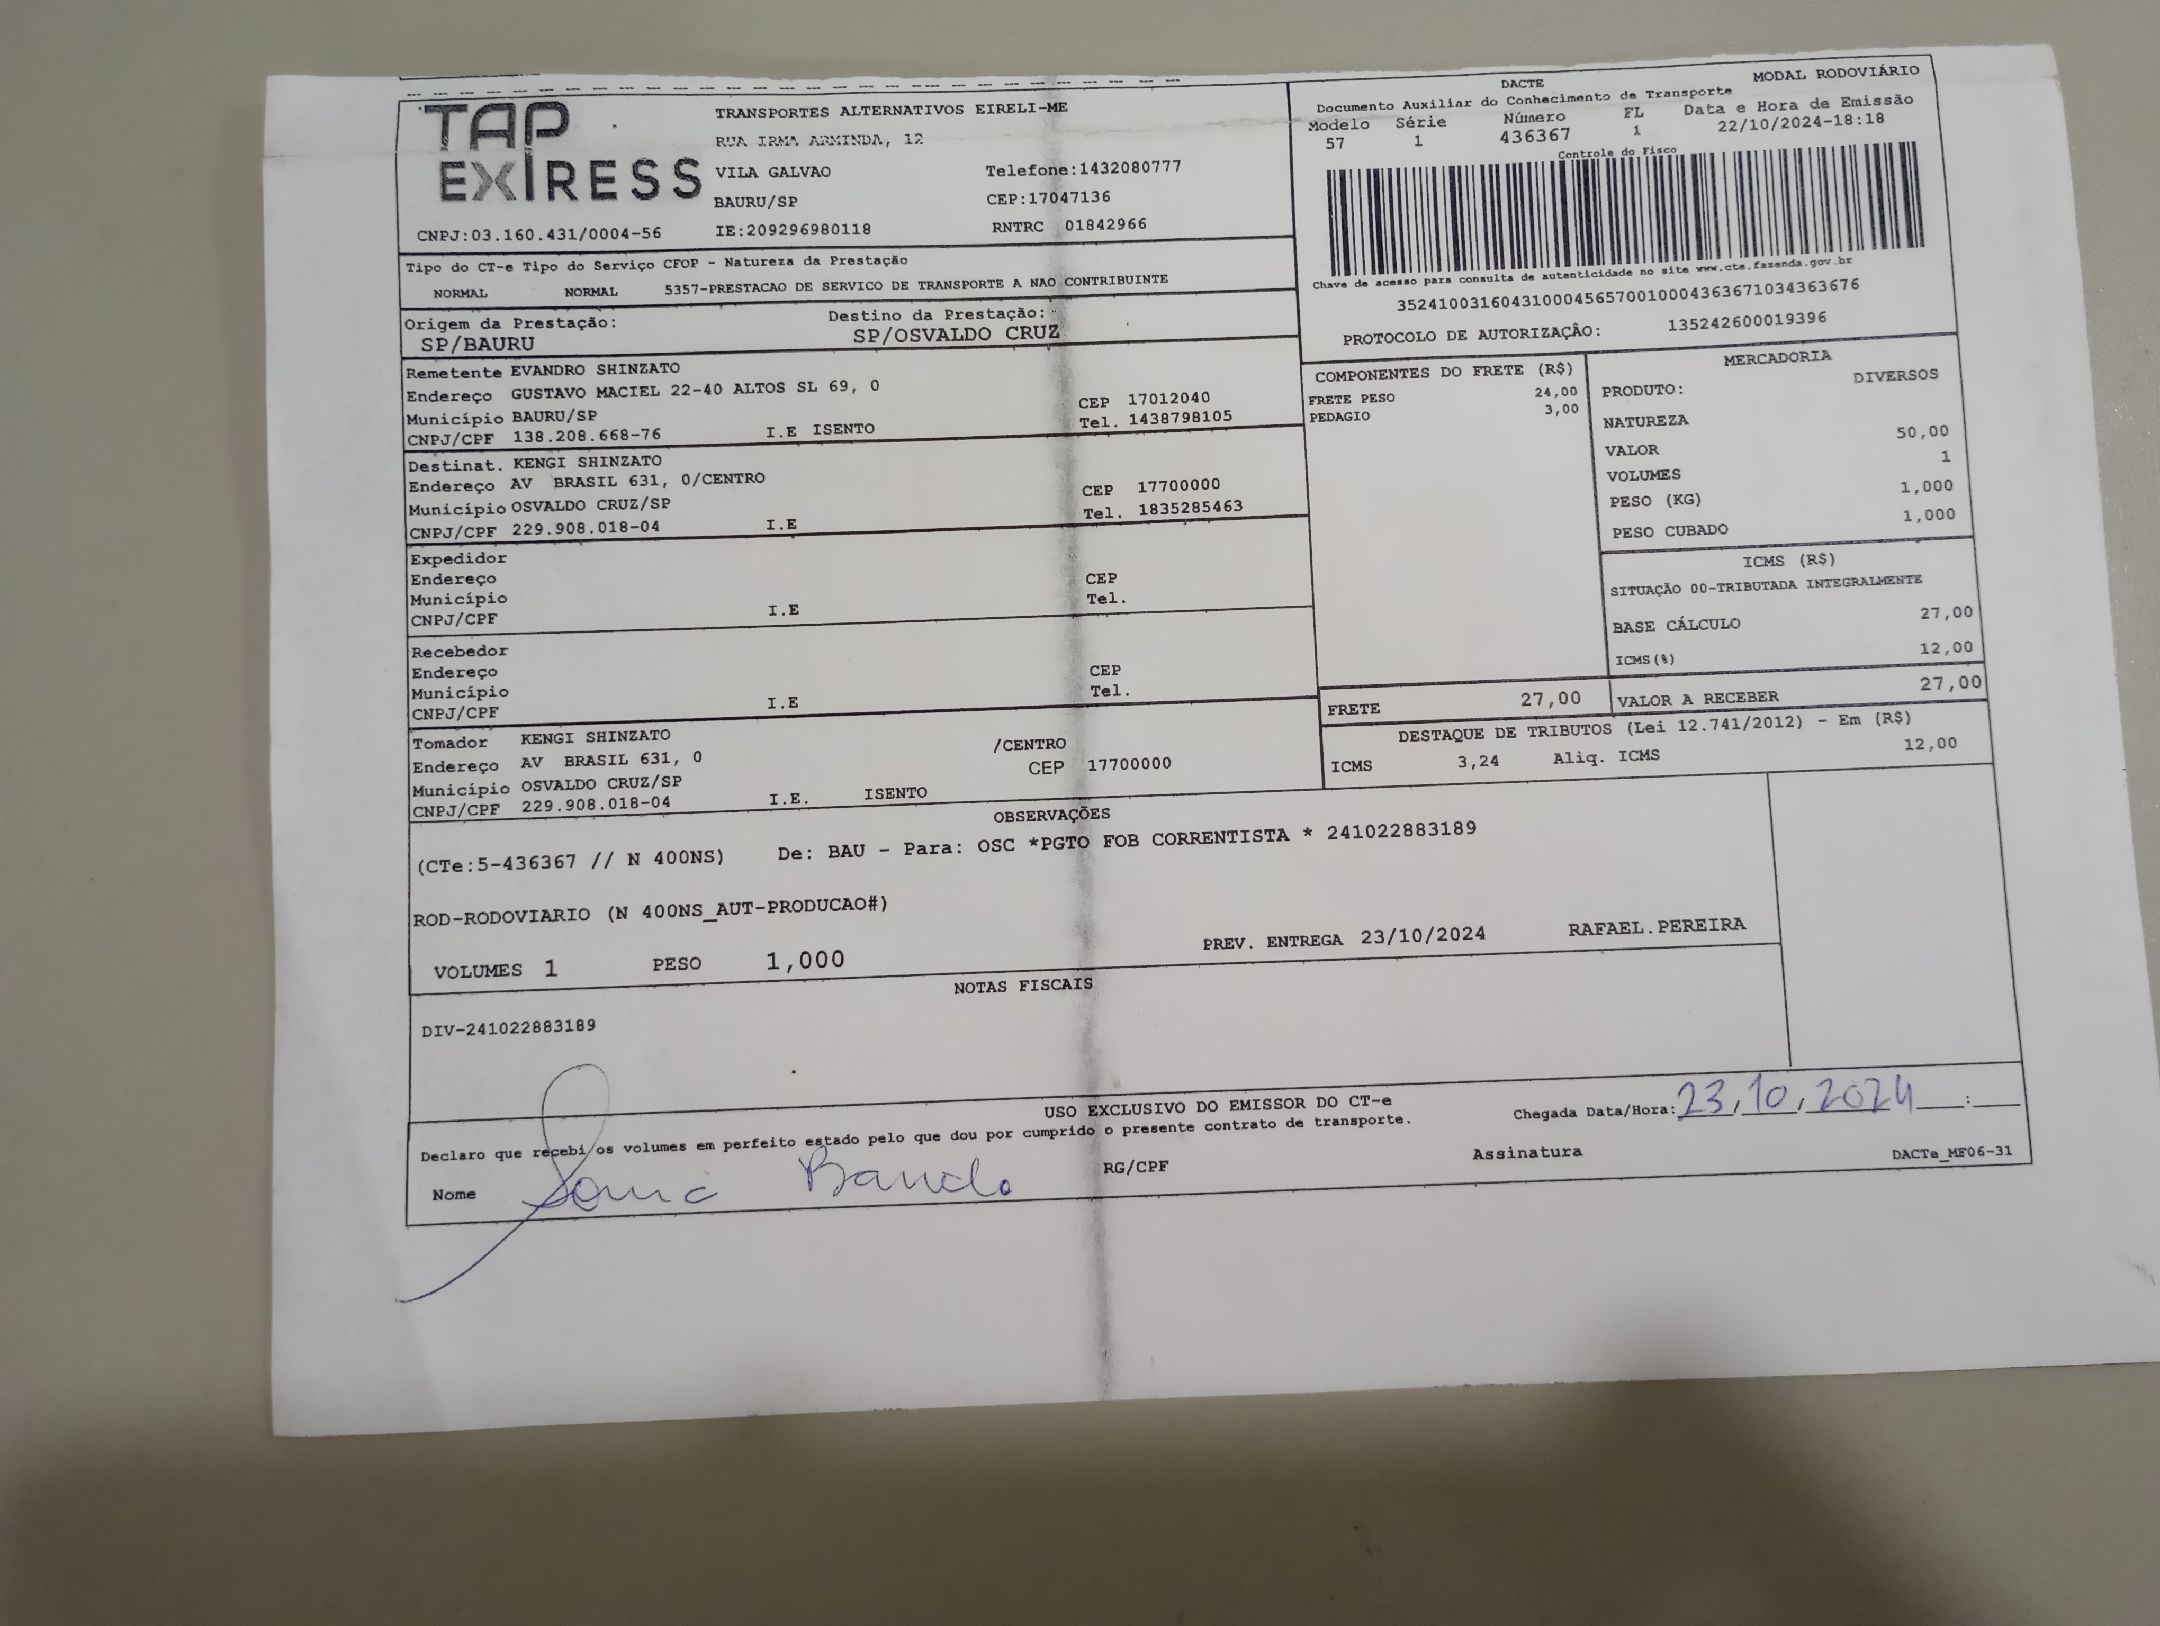 TAP
EXPRESS
TRANSPORTES ALTERNATIVOS EIRELI-ME
RUA IRMA ARMINDA, 12
VILA GALVAO Telefone:1432080777
BAURU/SP CEP:17047136
CNPJ:03.160.431/0004-56 IE:209296980118 RNTRC 01842966
DACTE MODAL RODOVIÁRIO
Documento Auxiliar do Conhecimento de Transporte
Modelo Série Número FL Data e Hora de Emissão
57 1 436367 1 22/10/2024-18:18
Controle do Fisco
Chave de acesso para consulta de autenticidade no site www.cte.fazenda.gov.br
35241003160431000456570010004363671034363676
PROTOCOLO DE AUTORIZAÇÂO: 135242600019396
Tipo do CT-e Tipo do Serviço CFOP - Natureza da Prestação
NORMAL NORMAL 5357-PRESTACAO DE SERVICO DE TRANSPORTE A NAO CONTRIBUINTE
Origem da Prestação: Destino da Prestação:
SP/BAURU SP/OSVALDO CRUZ
Remetente EVANDRO SHINZATO
Endereço GUSTAVO MACIEL 22-40 ALTOS SL 69, 0
Município BAURU/SP CEP 17012040
CNPJ/CPF 138.208.668-76 I.E ISENTO Tel. 1438798105
Destinat. KENGI SHINZATO
Endereço AV BRASIL 631, 0/CENTRO
Município OSVALDO CRUZ/SP CEP 17700000
CNPJ/CPF 229.908.018-04 I.E Tel. 1835285463
Expedidor
Endereço CEP
Município Tel.
CNPJ/CPF I.E
Recebedor
Endereço CEP
Município Tel.
CNPJ/CPF I.E
Tomador KENGI SHINZATO /CENTRO
Endereço AV BRASIL 631, 0 CEP 17700000
Município OSVALDO CRUZ/SP
CNPJ/CPF 229.908.018-04 I.E. ISENTO
COMPONENTES DO FRETE (R$)
FRETE PESO 24,00
PEDAGIO 3,00
MERCADORIA
PRODUTO: DIVERSOS
NATUREZA
VALOR 50,00
VOLUMES 1
PESO (KG) 1,000
PESO CUBADO 1,000
ICMS (R$)
SITUAÇÃO 00-TRIBUTADA INTEGRALMENTE
BASE CÁLCULO 27,00
ICMS(%) 12,00
FRETE 27,00 VALOR A RECEBER 27,00
DESTAQUE DE TRIBUTOS (Lei 12.741/2012) - Em (R$)
ICMS 3,24 Aliq. ICMS 12,00
OBSERVAÇÕES
(CTe:5-436367 // N 400NS) De: BAU - Para: OSC *PGTO FOB CORRENTISTA * 241022883189
ROD-RODOVIARIO (N 400NS_AUT-PRODUCAO#)
VOLUMES 1 PESO 1,000 PREV. ENTREGA 23/10/2024 RAFAEL.PEREIRA
NOTAS FISCAIS
DIV-241022883189
USO EXCLUSIVO DO EMISSOR DO CT-e
Chegada Data/Hora: 23,10,2024 :
Declaro que recebi os volumes em perfeito estado pelo que dou por cumprido o presente contrato de transporte.
Nome Sonia Bando RG/CPF Assinatura DACTe_MF06-31